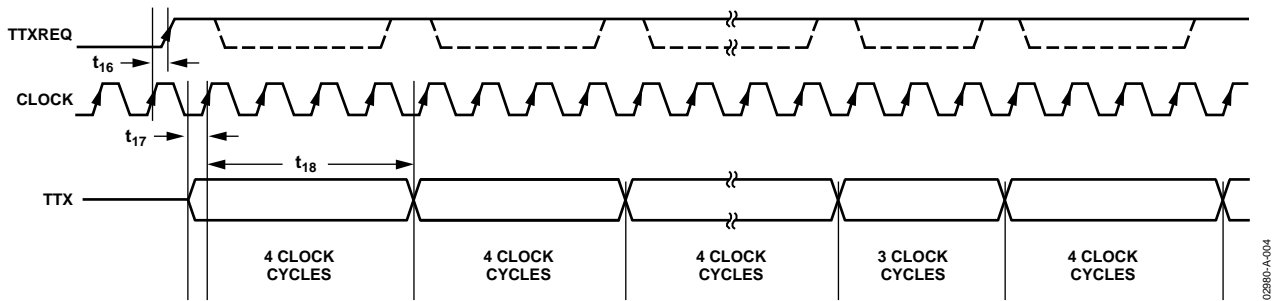 TTXREQ
t16
CLOCK
t17
t18
TTX
4 CLOCK
CYCLES
4 CLOCK
CYCLES
4 CLOCK
CYCLES
3 CLOCK
CYCLES
4 CLOCK
CYCLES
02980-A-004